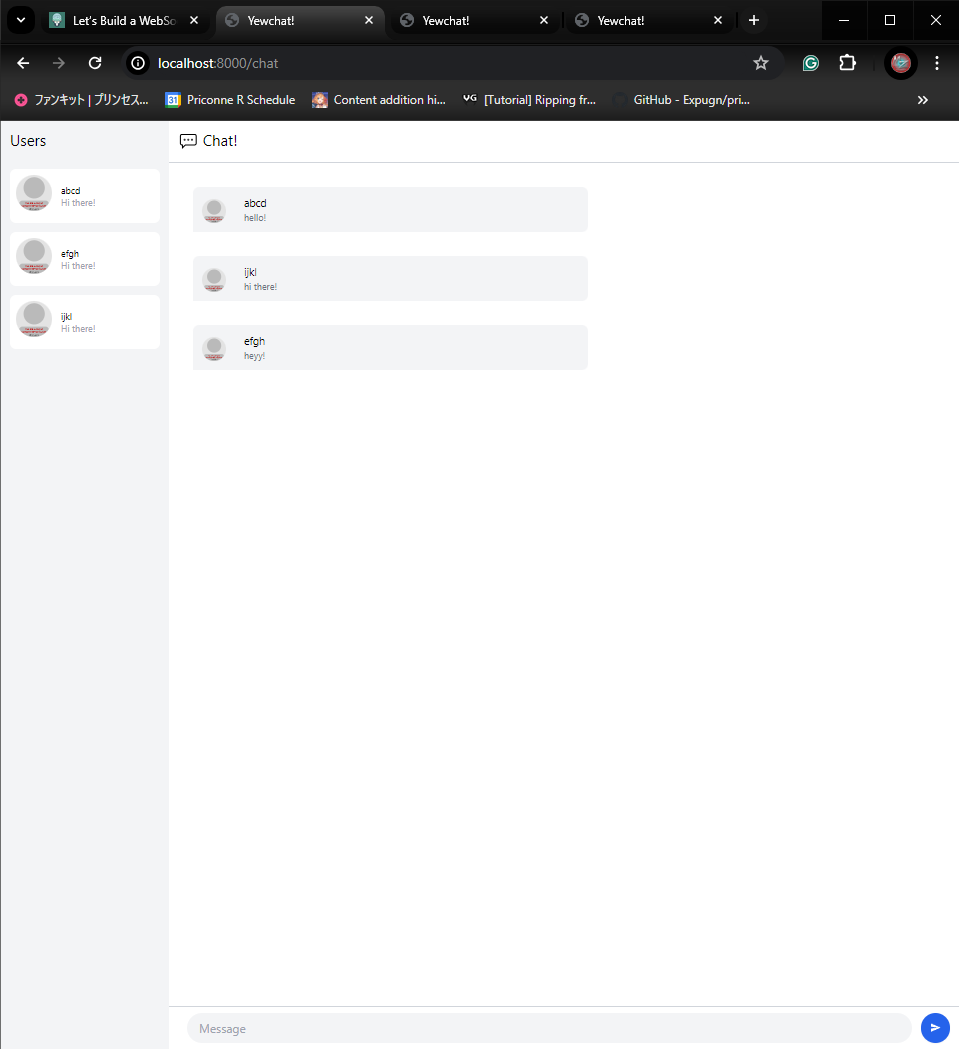 Let's Build a WebSo
Yewchat!
Yewchat!
Yewchat!
localhost:8000/chat
ファンキット | プリンセス...
31
Priconne R Schedule
Content addition hi...
VG
[Tutorial] Ripping fr...
GitHub - Expugn/pri...
Users
abcd
Hi there!
efgh
Hi there!
ijkl
Hi there!
Chat!
abcd
hello!
ijkl
hi there!
efgh
heyy!
Message